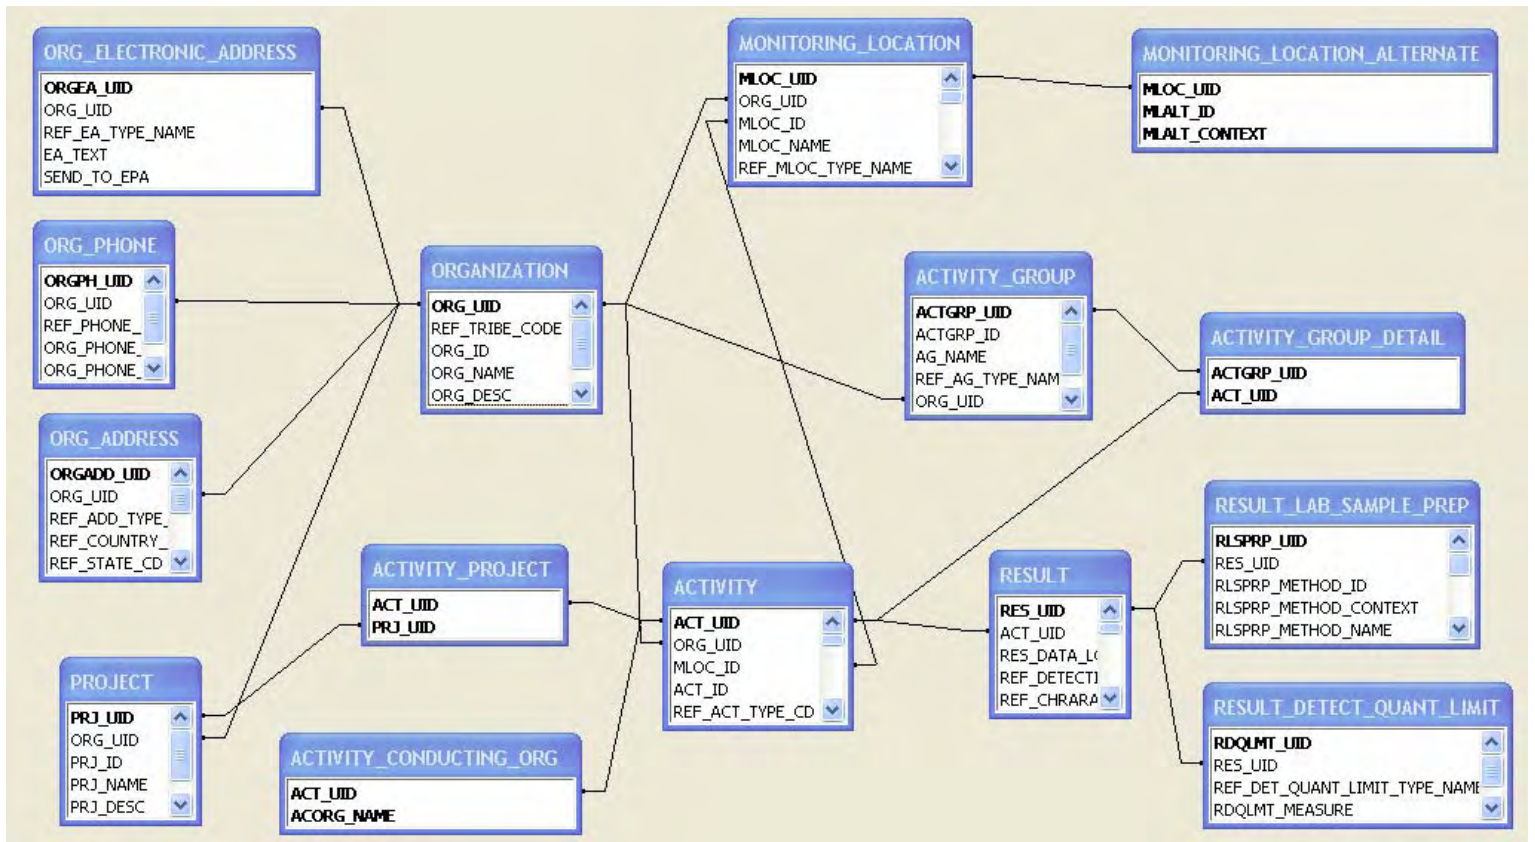 ORG_ELECTRONIC_ADDRESS
ORGEA_UID
ORG_UID
REF_EA_TYPE_NAME
EA_TEXT
SEND_TO_EPA
MONITORING_LOCATION
MLOC_UID
ORG_UID
MLOC_ID
MLOC_NAME
REF_MLOC_TYPE_NAME
MONITORING_LOCATION_ALTERNATE
MLOC_UID
MLALT_ID
MLALT_CONTEXT
ORG_PHONE
ORGPH_UID
ORG_UID
REF_PHONE_
ORG_PHONE_
ORG_PHONE_
ORGANIZATION
ORG_UID
REF_TRIBE_CODE
ORG_ID
ORG_NAME
ORG_DESC
ACTIVITY_GROUP
ACTGRP_UID
ACTGRP_ID
AG_NAME
REF_AG_TYPE_NAM
ORG_UID
ACTIVITY_GROUP_DETAIL
ACTGRP_UID
ACT_UID
ORG_ADDRESS
ORGADD_UID
ORG_UID
REF_ADD_TYPE_
REF_COUNTRY_
REF_STATE_CD
ACTIVITY_PROJECT
ACT_UID
PRJ_UID
ACTIVITY
ACT_UID
ORG_UID
MLOC_ID
ACT_ID
REF_ACT_TYPE_CD
RESULT
RES_UID
ACT_UID
RES_DATA_LO
REF_DETECTI
REF_CHRARA
RESULT_LAB_SAMPLE_PREP
RLSPRP_UID
RES_UID
RLSPRP_METHOD_ID
RLSPRP_METHOD_CONTEXT
RLSPRP_METHOD_NAME
PROJECT
PRJ_UID
ORG_UID
PRJ_ID
PRJ_NAME
PRJ_DESC
ACTIVITY_CONDUCTING_ORG
ACT_UID
ACORG_NAME
RESULT_DETECT_QUANT_LIMIT
RDQLMT_UID
RES_UID
REF_DET_QUANT_LIMIT_TYPE_NAME
RDQLMT_MEASURE